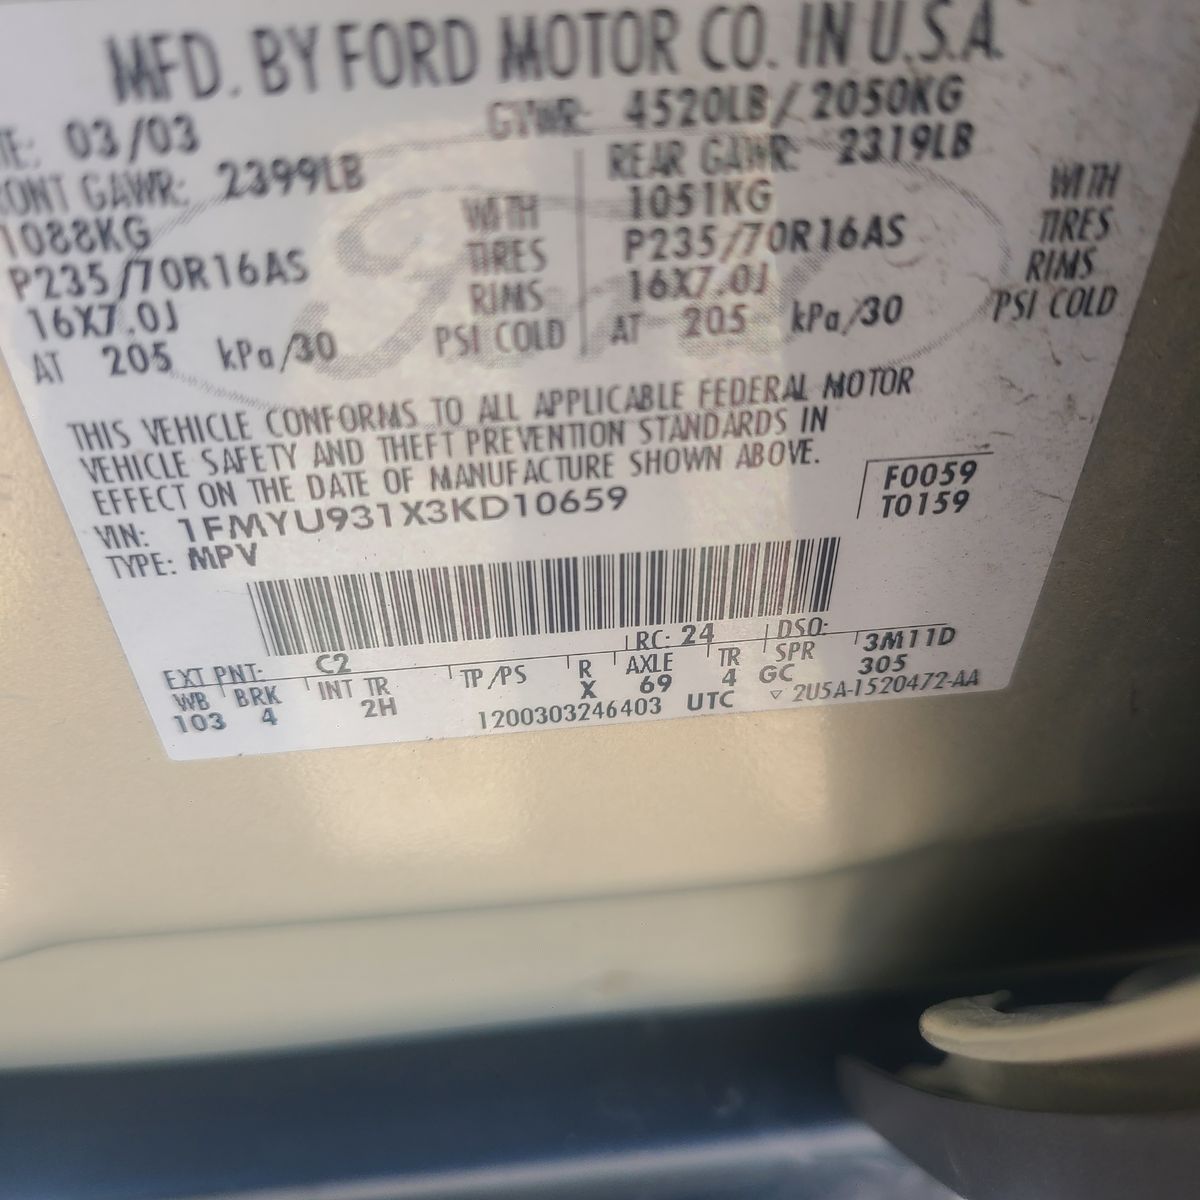 MFD. BY FORD MOTOR CO. IN U.S.A.
TE: 03/03 GVWR: 4520LB/2050KG
ONT GAWR: 2399LB REAR GAWR: 2319LB
1088KG WITH 1051KG WITH
P235/70R16AS TIRES P235/70R16AS TIRES
16X7.0J RIMS 16X7.0J RIMS
AT 205 kPa/30 PSI COLD AT 205 kPa/30 PSI COLD
THIS VEHICLE CONFORMS TO ALL APPLICABLE FEDERAL MOTOR
VEHICLE SAFETY AND THEFT PREVENTION STANDARDS IN
EFFECT ON THE DATE OF MANUFACTURE SHOWN ABOVE.
VIN: 1FMYU931X3KD10659 F0059
TYPE: MPV T0159
EXT PNT: C2 RC: 24 DSO:
WB BRK INT TR TP/PS R AXLE TR SPR 3M11D
103 4 2H X 69 4 GC 305
1200303246403 UTC ▽ 2U5A-1520472-AA